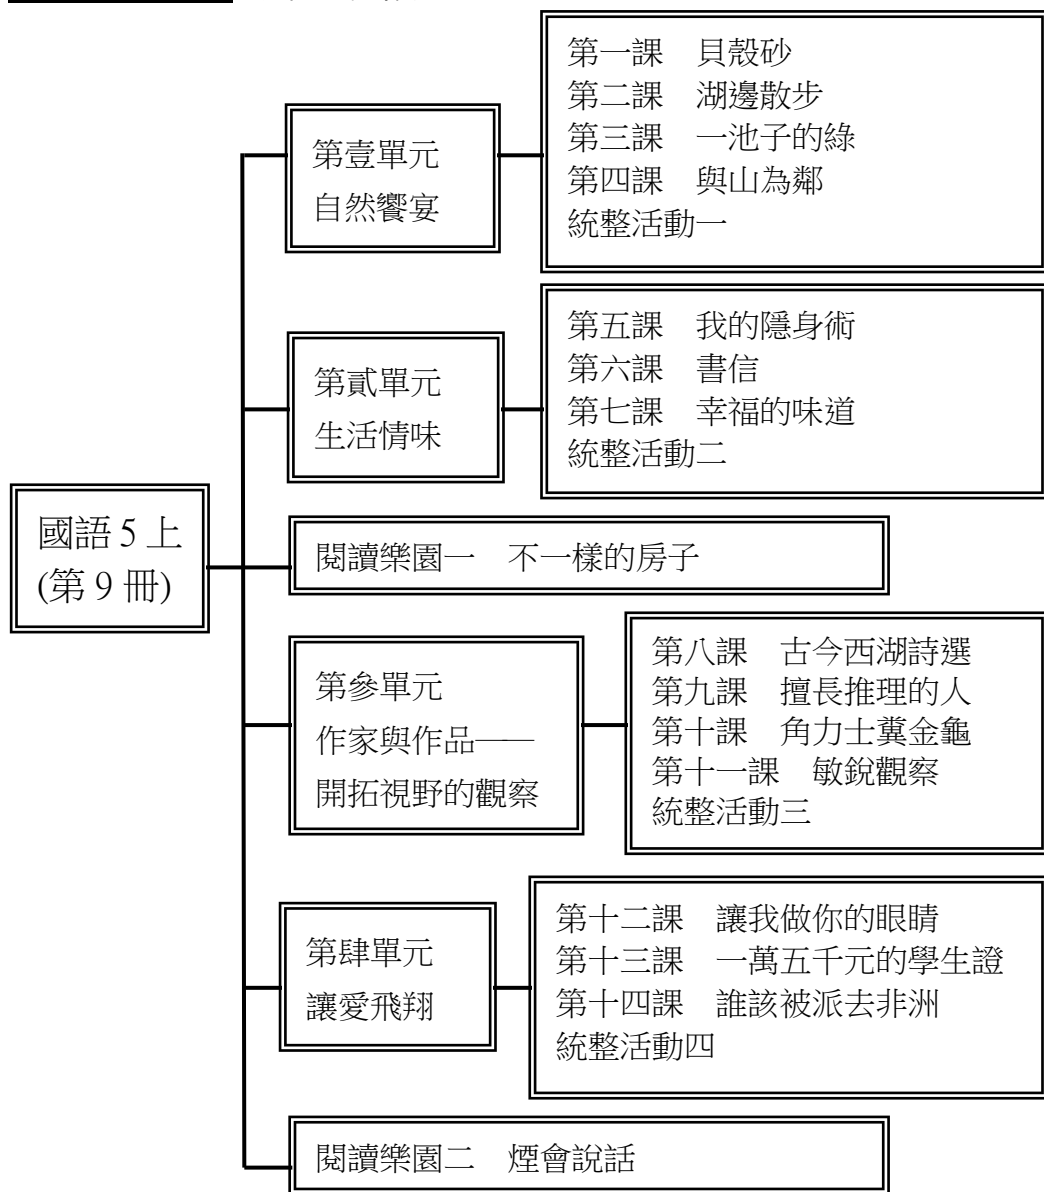 第一課 貝殼砂
第二課 湖邊散步
第三課 一池子的綠
第四課 與山為鄰
統整活動一
第壹單元
自然饗宴
第五課 我的隱身術
第六課 書信
第七課 幸福的味道
統整活動二
第貳單元
生活情味
國語 5 上
(第 9 冊)
閱讀樂園一 不一樣的房子
第參單元
作家與作品——
開拓視野的觀察
第八課 古今西湖詩選
第九課 擅長推理的人
第十課 角力士糞金龜
第十一課 敏銳觀察
統整活動三
第肆單元
讓愛飛翔
第十二課 讓我做你的眼睛
第十三課 一萬五千元的學生證
第十四課 誰該被派去非洲
統整活動四
閱讀樂園二 煙會說話